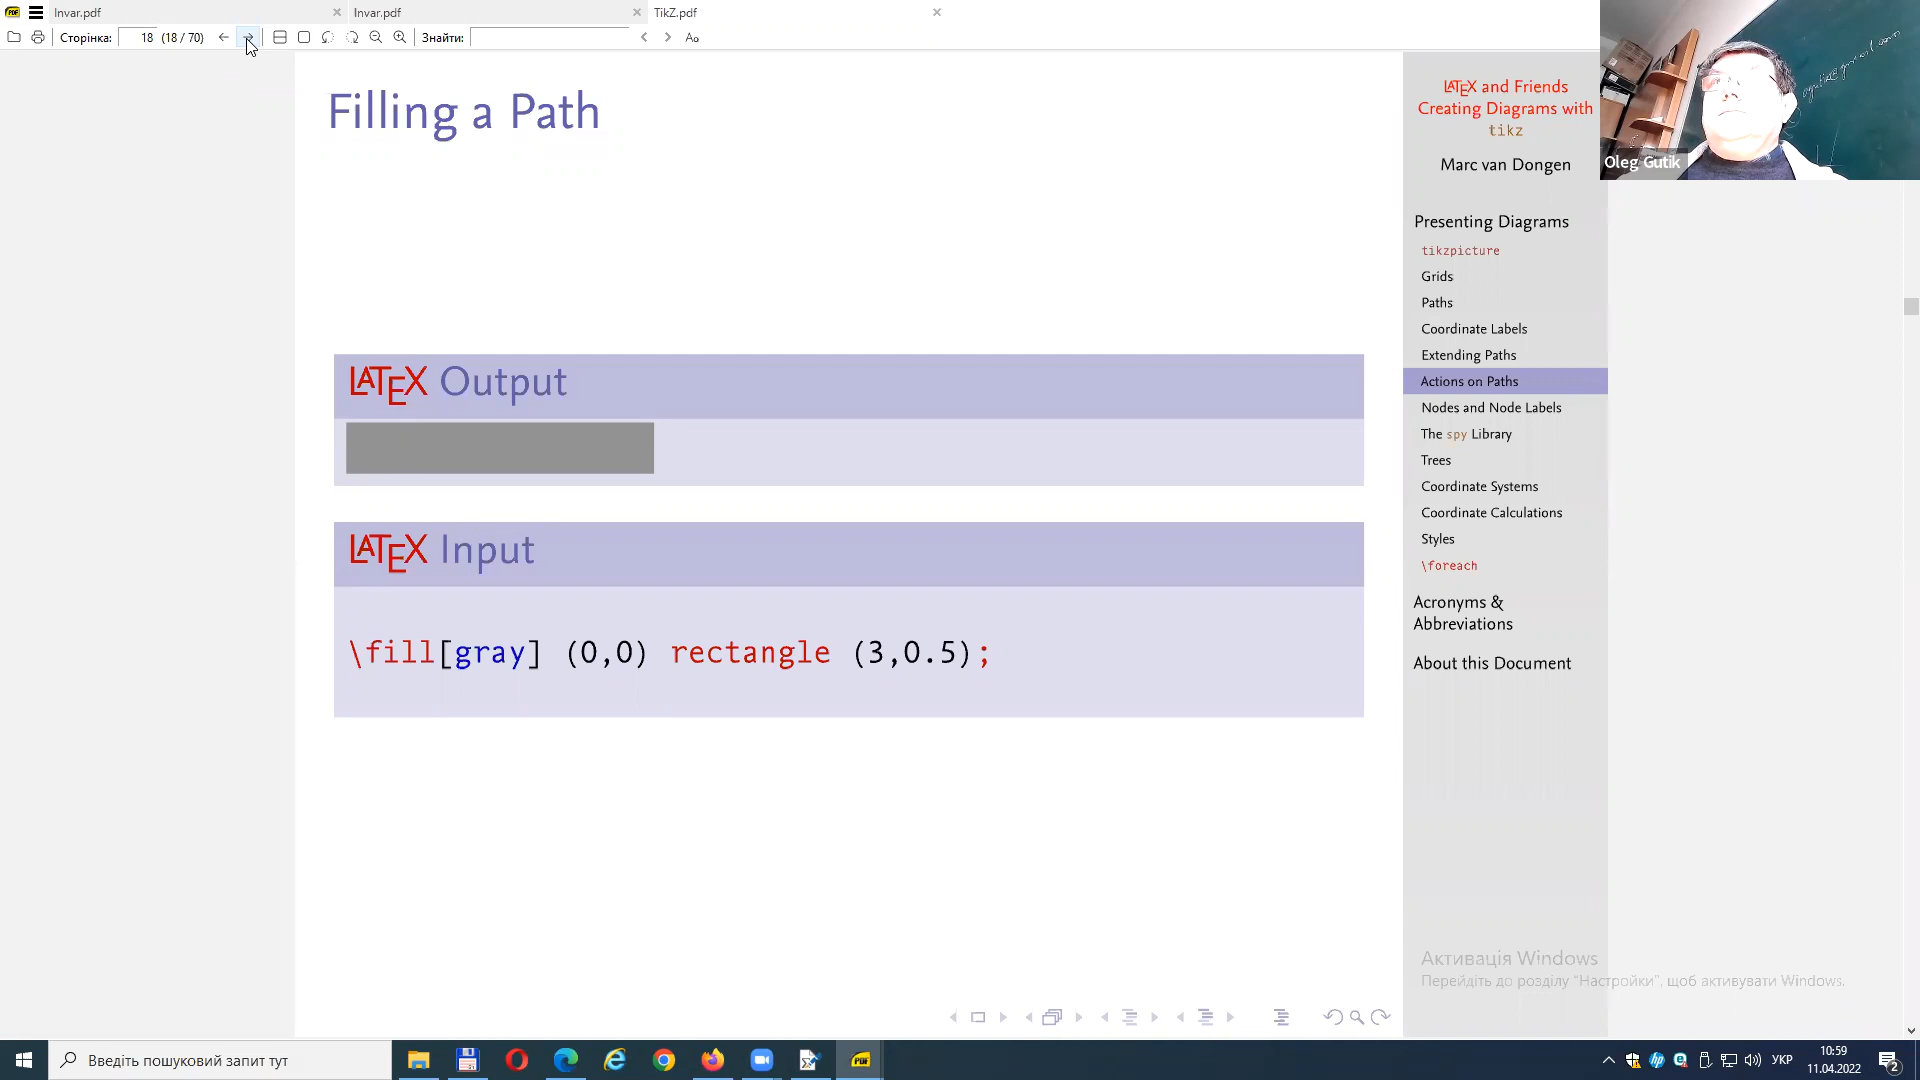 Invar.pdf
Invar.pdf
TikZ.pdf
Сторінка: 18 (18 / 70)
Знайти:
Filling a Path
LATEX Output
LATEX Input
\fill[gray] (0,0) rectangle (3,0.5);
LATEX and Friends
Creating Diagrams with
tikz
Marc van Dongen
Presenting Diagrams
tikzpicture
Grids
Paths
Coordinate Labels
Extending Paths
Actions on Paths
Nodes and Node Labels
The spy Library
Trees
Coordinate Systems
Coordinate Calculations
Styles
\foreach
Acronyms &
Abbreviations
About this Document
Oleg Gutik
Активація Windows
Перейдіть до розділу "Настройки", щоб активувати Windows.
Введіть пошуковий запит тут
PDF
УКР
10:59
11.04.2022
2